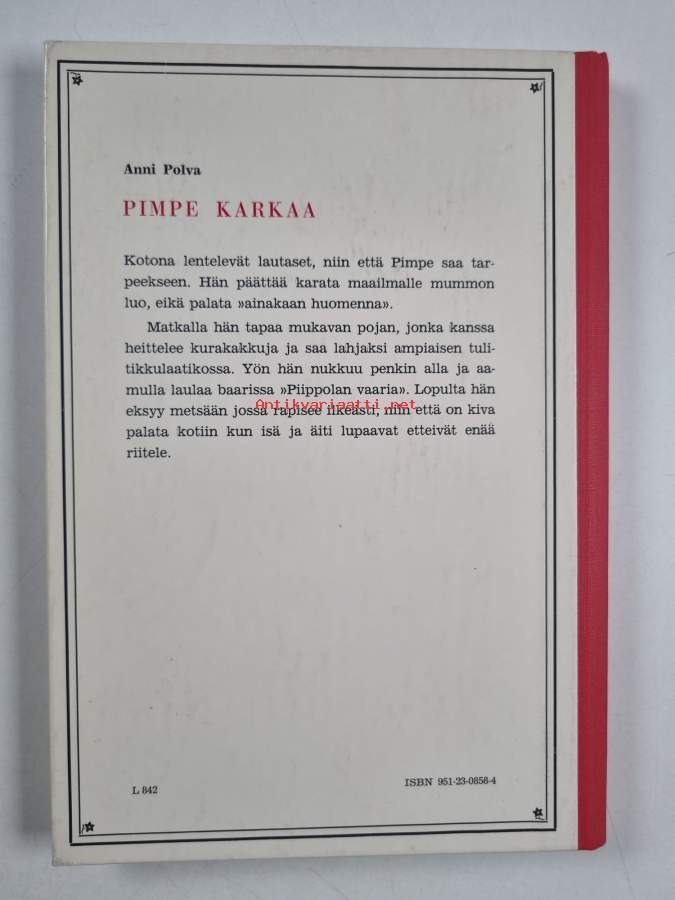 Anni Polva
PIMPE KARKAA
Kotona lentelevät lautaset, niin että Pimpe saa tar-
peekseen. Hän päättää karata maailmalle mummon
luo, eikä palata »ainakaan huomenna».
Matkalla hän tapaa mukavan pojan, jonka kanssa
heittelee kurakakkuja ja saa lahjaksi ampiaisen tuli-
tikkulaatikossa. Yön hän nukkuu penkin alla ja aa-
mulla laulaa baarissa »Piippolan vaaria». Lopulta hän
Antikvariaatti.net
eksyy metsään jossa rapisee ilkeästi, niin että on kiva
palata kotiin kun isä ja äiti lupaavat etteivät enää
riitele.
L 842
ISBN 951-23-0858-4